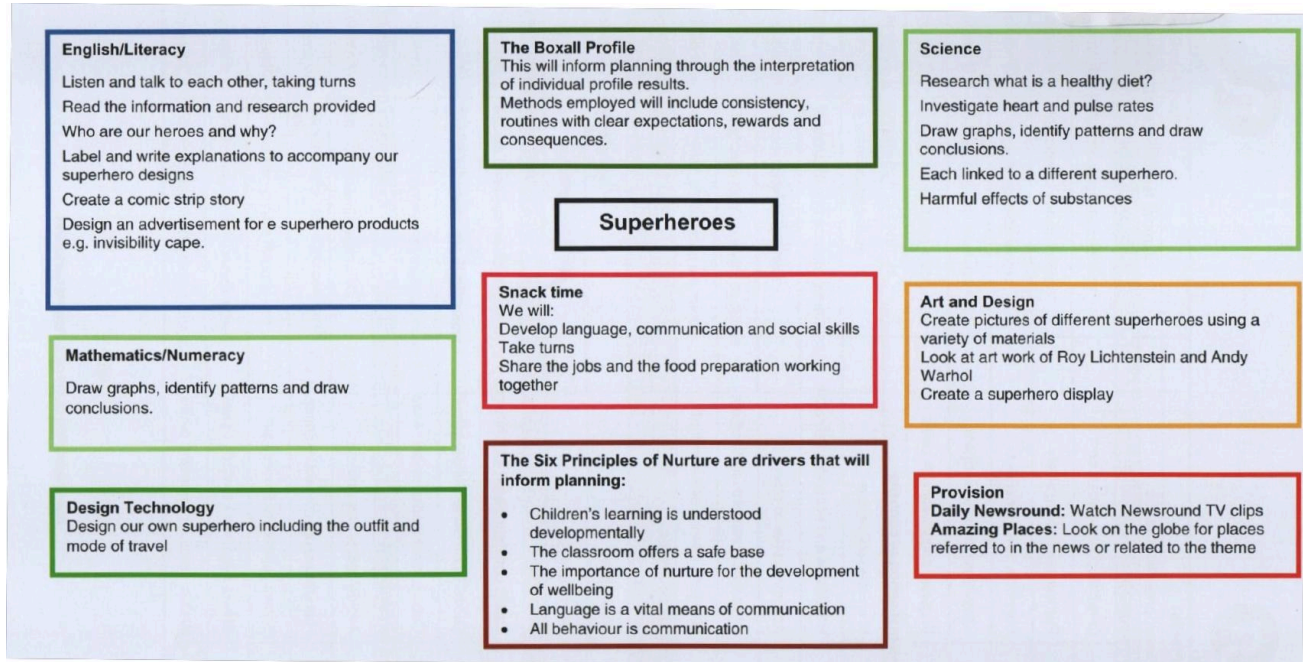 English/Literacy
Listen and talk to each other, taking turns
Read the information and research provided
Who are our heroes and why?
Label and write explanations to accompany our
superhero designs
Create a comic strip story
Design an advertisement for e superhero products
e.g. invisibility cape.
Mathematics/Numeracy
Draw graphs, identify patterns and draw
conclusions.
Design Technology
Design our own superhero including the outfit and
mode of travel
The Boxall Profile
This will inform planning through the interpretation
of individual profile results.
Methods employed will include consistency,
routines with clear expectations, rewards and
consequences.
Superheroes
Snack time
We will:
Develop language, communication and social skills
Take turns
Share the jobs and the food preparation working
together
The Six Principles of Nurture are drivers that will
inform planning:
• Children's learning is understood
developmentally
• The classroom offers a safe base
• The importance of nurture for the development
of wellbeing
• Language is a vital means of communication
• All behaviour is communication
Science
Research what is a healthy diet?
Investigate heart and pulse rates
Draw graphs, identify patterns and draw
conclusions.
Each linked to a different superhero.
Harmful effects of substances
Art and Design
Create pictures of different superheroes using a
variety of materials
Look at art work of Roy Lichtenstein and Andy
Warhol
Create a superhero display
Provision
Daily Newsround: Watch Newsround TV clips
Amazing Places: Look on the globe for places
referred to in the news or related to the theme